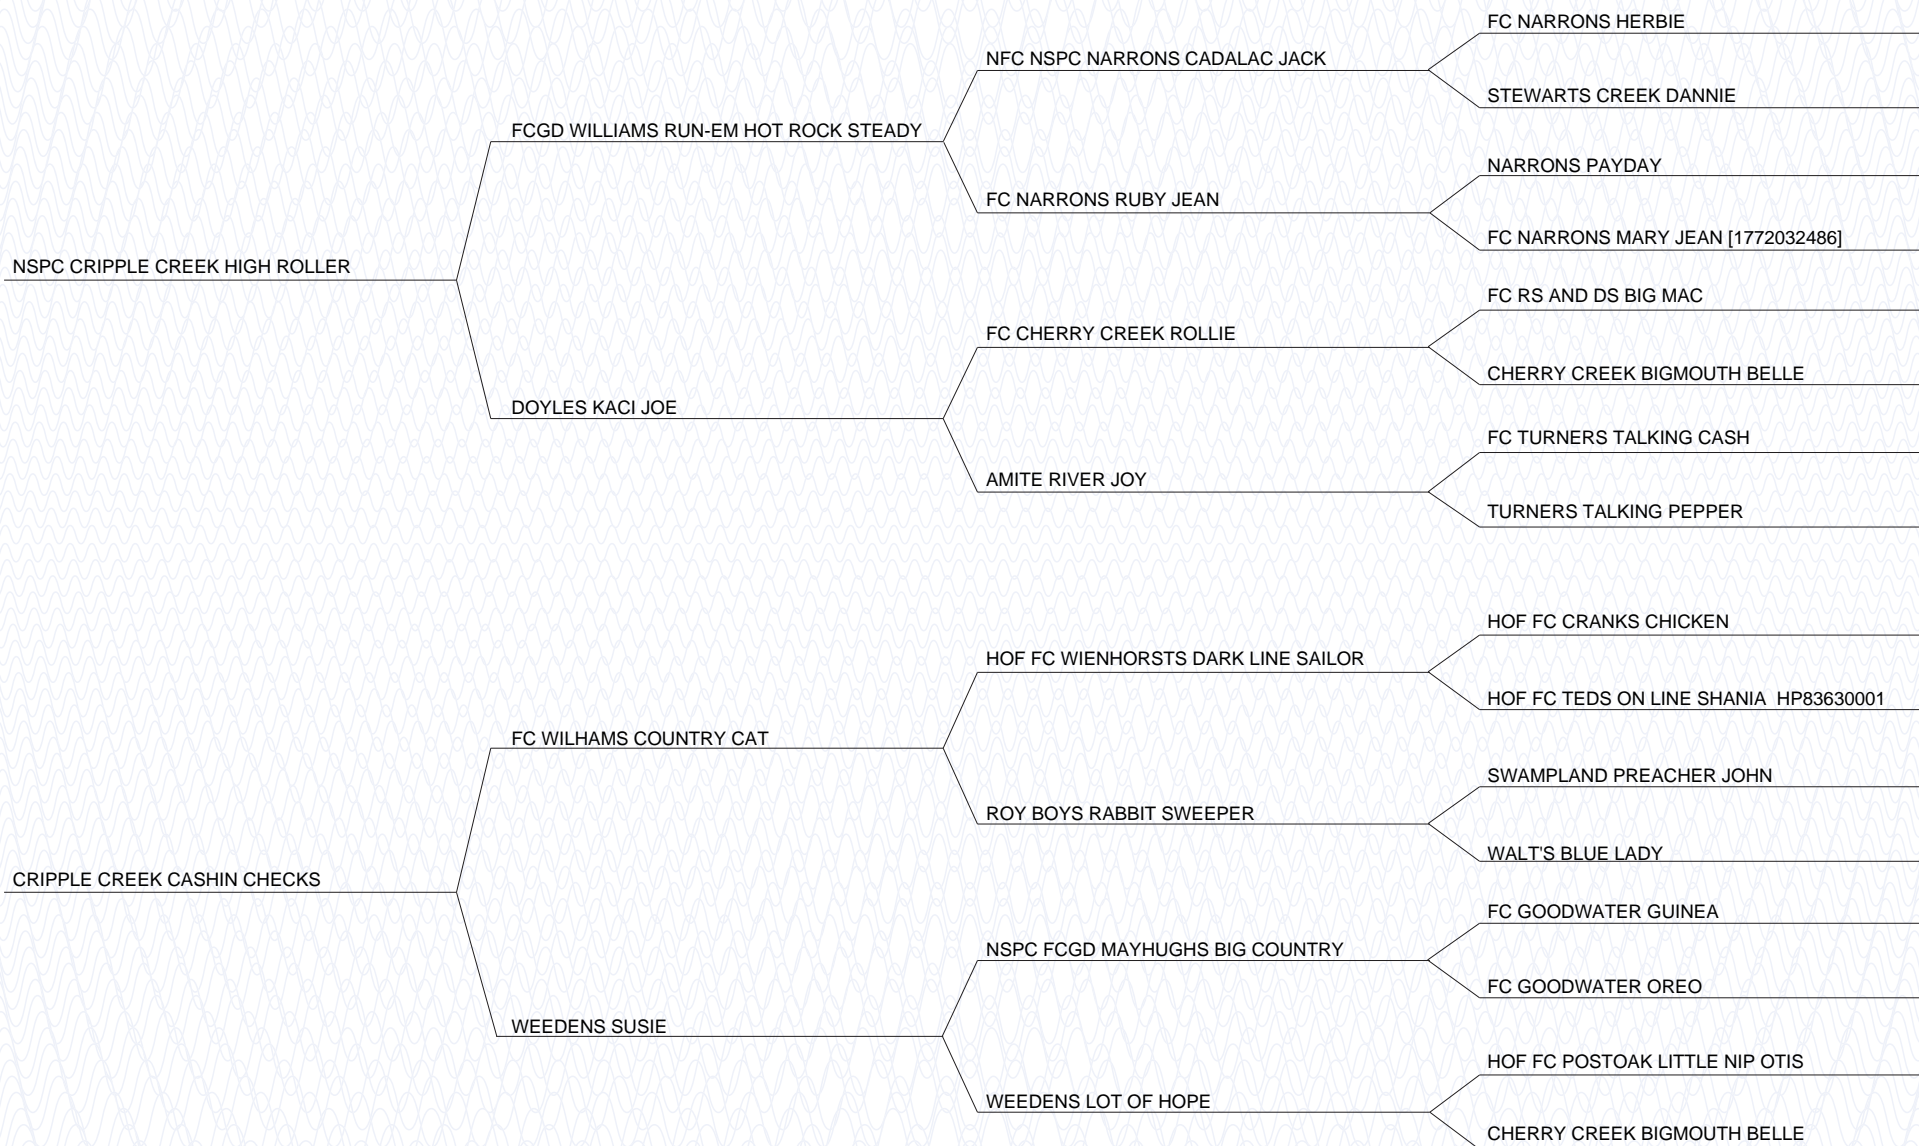 FC NARRONS HERBIE
NFC NSPC NARRONS CADALAC JACK
STEWARTS CREEK DANNIE
FCGD WILLIAMS RUN-EM HOT ROCK STEADY
NARRONS PAYDAY
FC NARRONS RUBY JEAN
FC NARRONS MARY JEAN [1772032486]
NSPC CRIPPLE CREEK HIGH ROLLER
FC RS AND DS BIG MAC
FC CHERRY CREEK ROLLIE
CHERRY CREEK BIGMOUTH BELLE
DOYLES KACI JOE
FC TURNERS TALKING CASH
AMITE RIVER JOY
TURNERS TALKING PEPPER
HOF FC CRANKS CHICKEN
HOF FC WIENHORSTS DARK LINE SAILOR
HOF FC TEDS ON LINE SHANIA  HP83630001
FC WILHAMS COUNTRY CAT
SWAMPLAND PREACHER JOHN
ROY BOYS RABBIT SWEEPER
WALT'S BLUE LADY
CRIPPLE CREEK CASHIN CHECKS
FC GOODWATER GUINEA
NSPC FCGD MAYHUGHS BIG COUNTRY
FC GOODWATER OREO
WEEDENS SUSIE
HOF FC POSTOAK LITTLE NIP OTIS
WEEDENS LOT OF HOPE
CHERRY CREEK BIGMOUTH BELLE